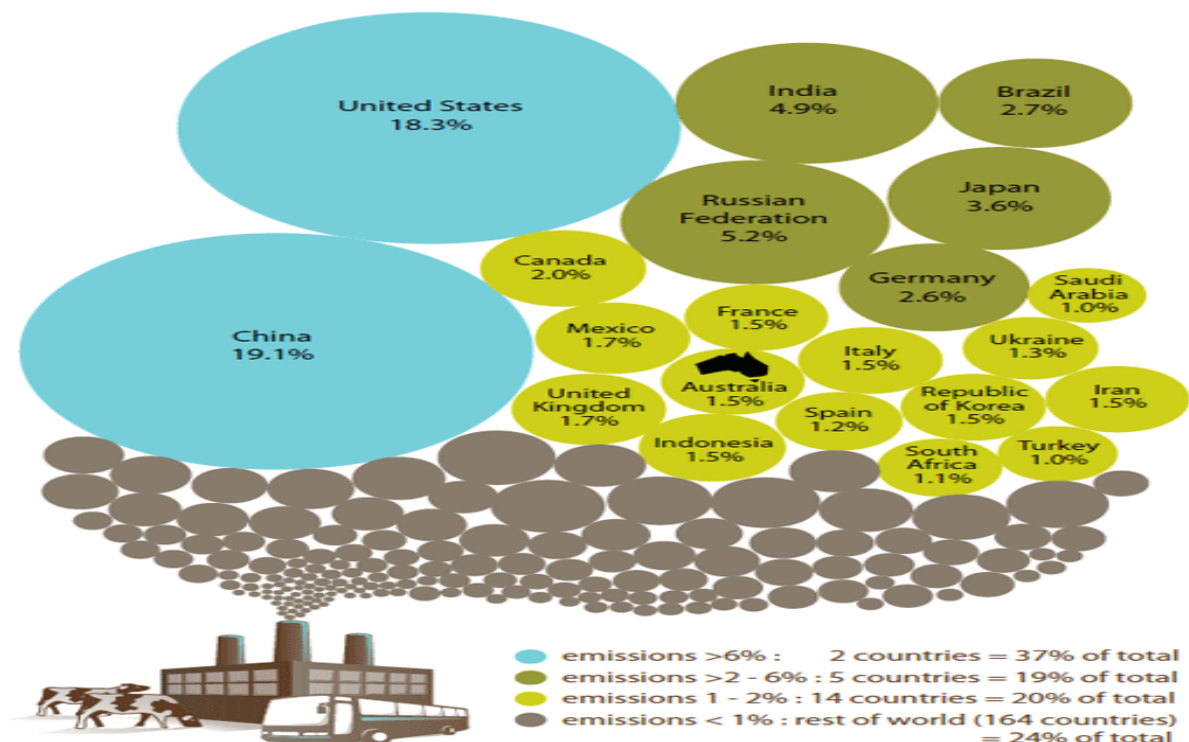 United States
18.3%
India
4.9%
Brazil
2.7%
Russian
Federation
5.2%
Japan
3.6%
Canada
2.0%
Germany
2.6%
Saudi
Arabia
1.0%
China
19.1%
Mexico
1.7%
France
1.5%
Italy
1.5%
Ukraine
1.3%
United
Kingdom
1.7%
Australia
1.5%
Spain
1.2%
Republic
of Korea
1.5%
Iran
1.5%
Indonesia
1.5%
South
Africa
1.1%
Turkey
1.0%
emissions >6% : 2 countries = 37% of total
emissions >2 - 6% : 5 countries = 19% of total
emissions 1 - 2% : 14 countries = 20% of total
emissions < 1% : rest of world (164 countries)
= 24% of total